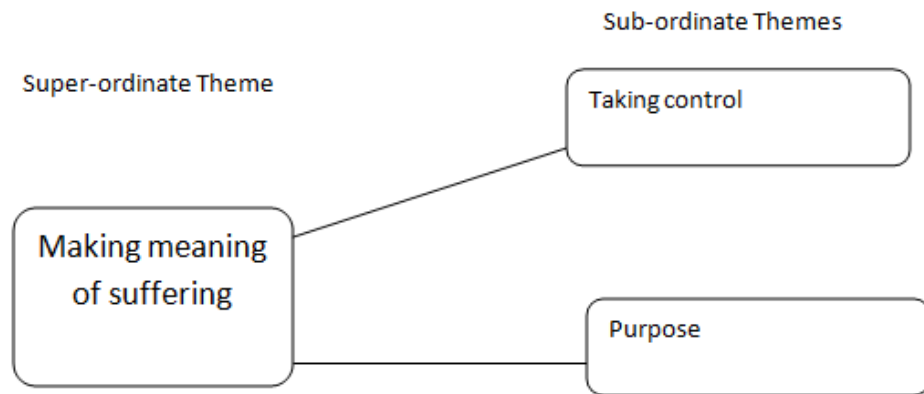 Sub-ordinate Themes
Super-ordinate Theme
Taking control
Making meaning
of suffering
Purpose